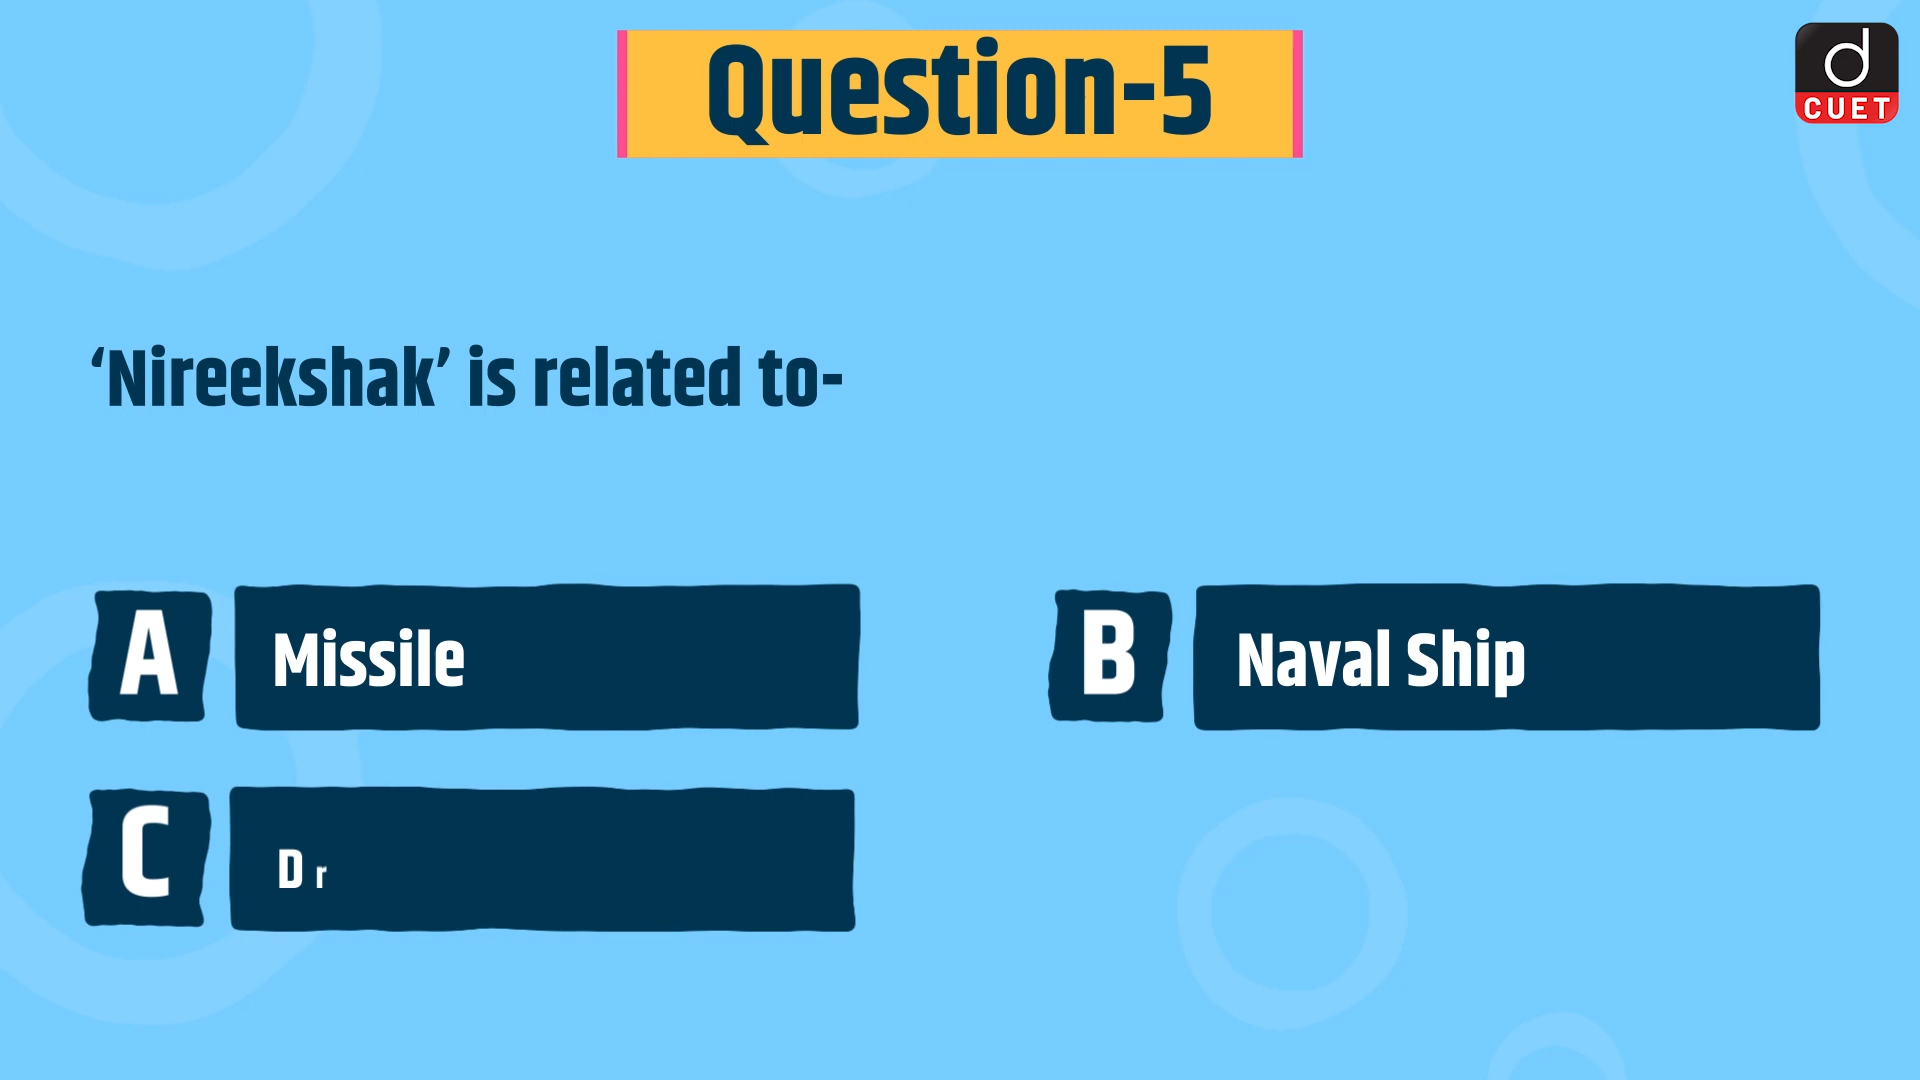 Question-5
d
CUET
‘Nireekshak’ is related to-
A Missile
B Naval Ship
C D r